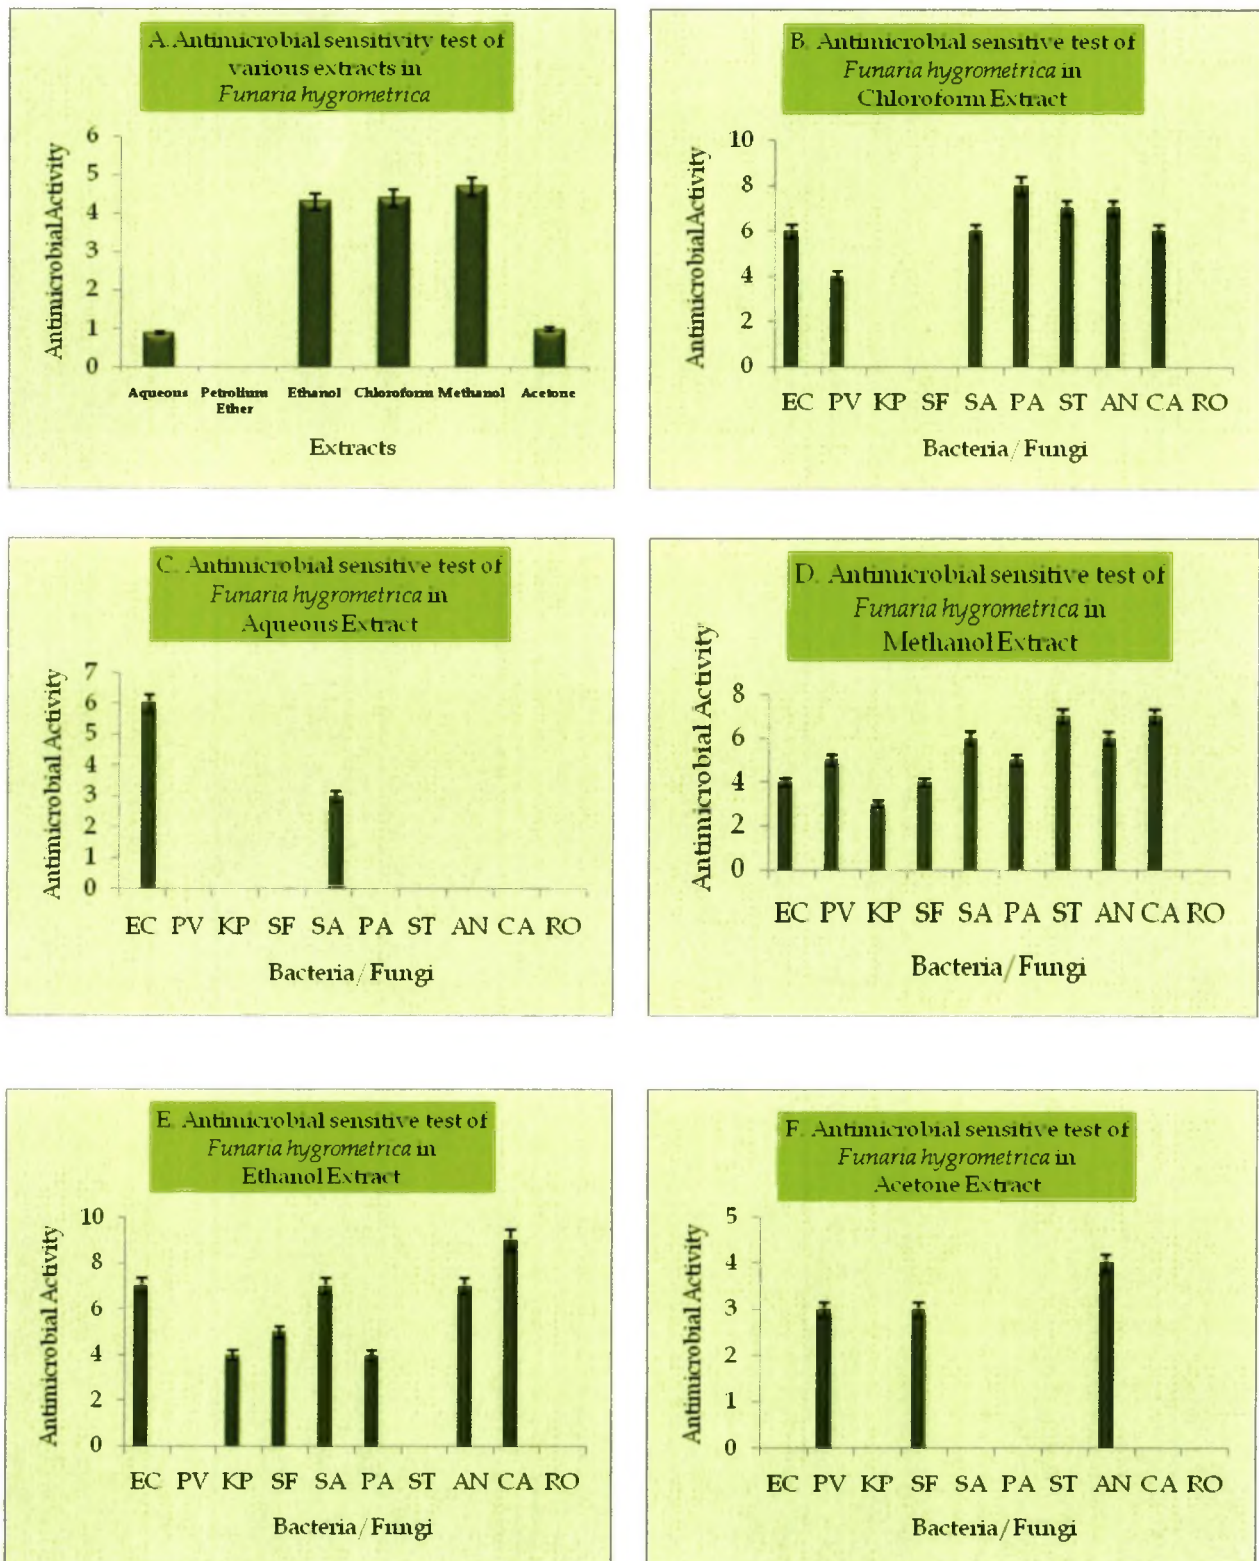 A. Antimicrobial sensitivity test of
various extracts in
Funaria hygrometrica
Antimicrobial Activity
6
5
4
3
2
1
0
Aqueous Petrolium Ether Ethanol Chloroform Methanol Acetone
Extracts
B. Antimicrobial sensitive test of
Funaria hygrometrica in
Chloroform Extract
Antimicrobial Activity
10
8
6
4
2
0
EC PV KP SF SA PA ST AN CA RO
Bacteria/Fungi
C. Antimicrobial sensitive test of
Funaria hygrometrica in
Aqueous Extract
Antimicrobial Activity
7
6
5
4
3
2
1
0
EC PV KP SF SA PA ST AN CA RO
Bacteria/Fungi
D. Antimicrobial sensitive test of
Funaria hygrometrica in
Methanol Extract
Antimicrobial Activity
8
6
4
2
0
EC PV KP SF SA PA ST AN CA RO
Bacteria/Fungi
E. Antimicrobial sensitive test of
Funaria hygrometrica in
Ethanol Extract
Antimicrobial Activity
10
8
6
4
2
0
EC PV KP SF SA PA ST AN CA RO
Bacteria/Fungi
F. Antimicrobial sensitive test of
Funaria hygrometrica in
Acetone Extract
Antimicrobial Activity
5
4
3
2
1
0
EC PV KP SF SA PA ST AN CA RO
Bacteria/Fungi